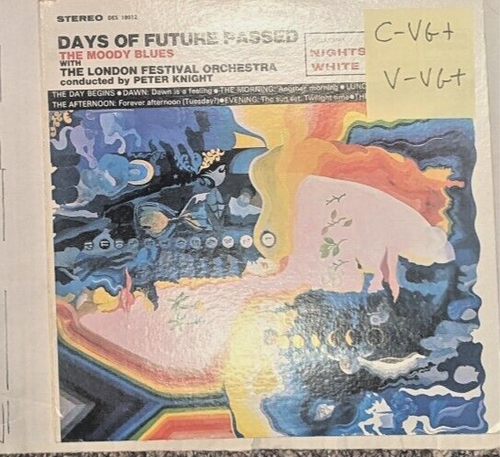 STEREO DES 18012
DAYS OF FUTURE PASSED
THE MOODY BLUES
WITH
THE LONDON FESTIVAL ORCHESTRA
conducted by PETER KNIGHT
NIGHTS
WHITE
C-VG+
V-VG+
THE DAY BEGINS ● DAWN: Dawn is a feeling ● THE MORNING: Another morning ● LUNC
THE AFTERNOON: Forever afternoon (Tuesday?) ● EVENING: The sun set, Twilight time ● TH